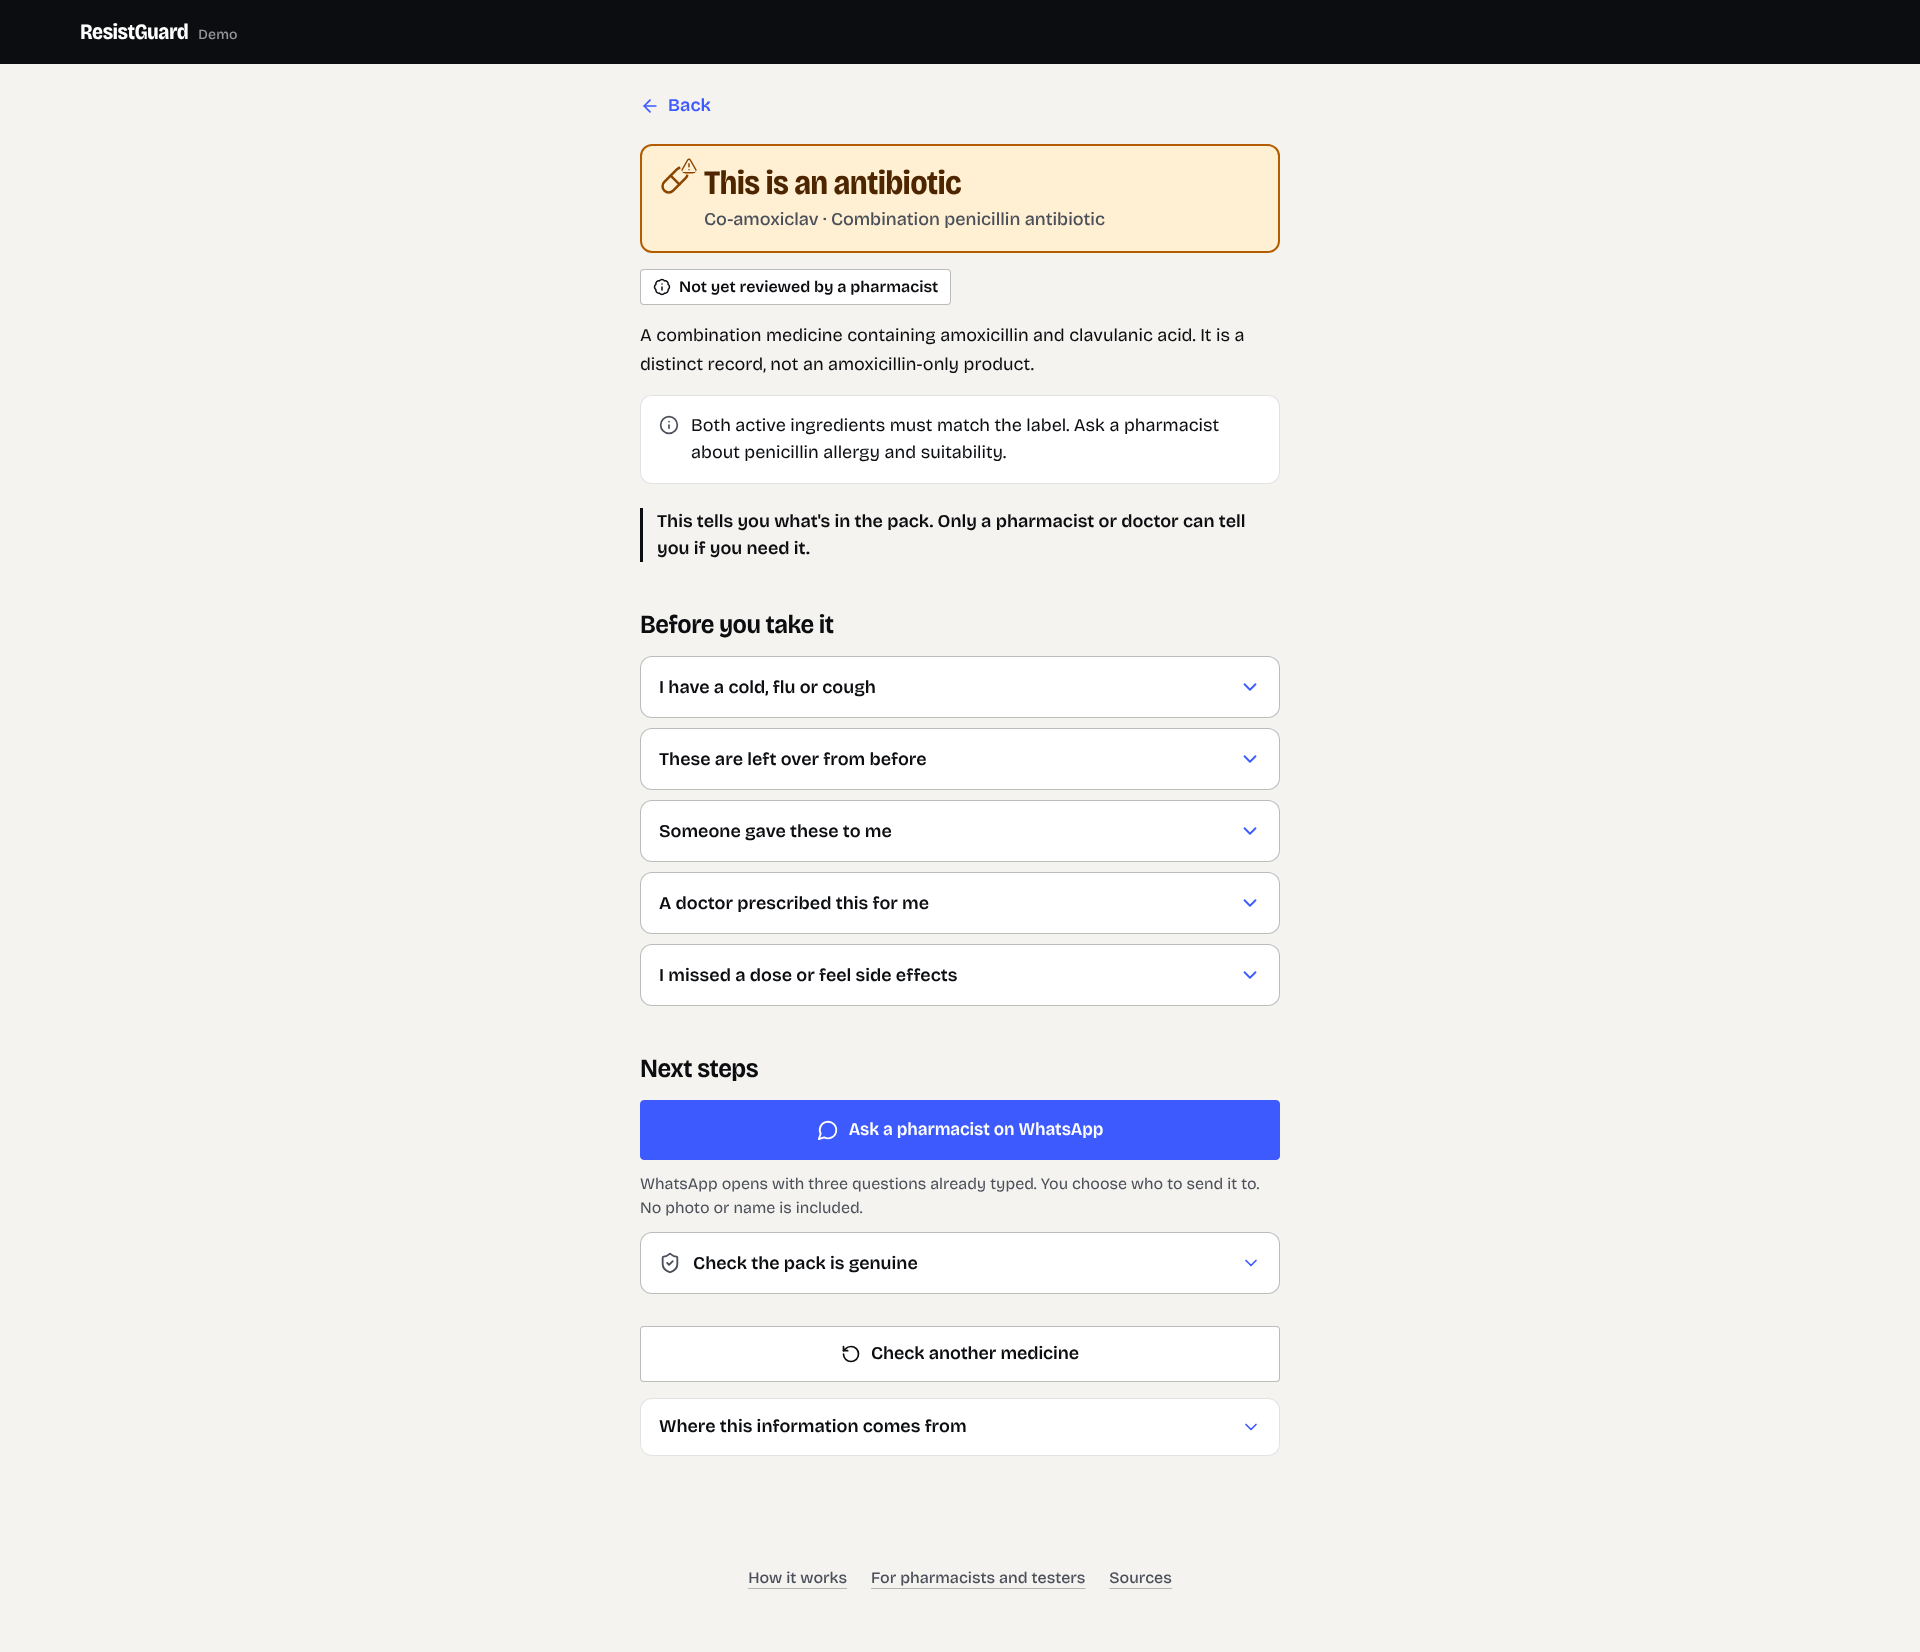 ResistGuard Demo
Back
This is an antibiotic
Co-amoxiclav · Combination penicillin antibiotic
Not yet reviewed by a pharmacist
A combination medicine containing amoxicillin and clavulanic acid. It is a
distinct record, not an amoxicillin-only product.
Both active ingredients must match the label. Ask a pharmacist
about penicillin allergy and suitability.
This tells you what's in the pack. Only a pharmacist or doctor can tell
you if you need it.
Before you take it
I have a cold, flu or cough
These are left over from before
Someone gave these to me
A doctor prescribed this for me
I missed a dose or feel side effects
Next steps
Ask a pharmacist on WhatsApp
WhatsApp opens with three questions already typed. You choose who to send it to.
No photo or name is included.
Check the pack is genuine
Check another medicine
Where this information comes from
How it works For pharmacists and testers Sources